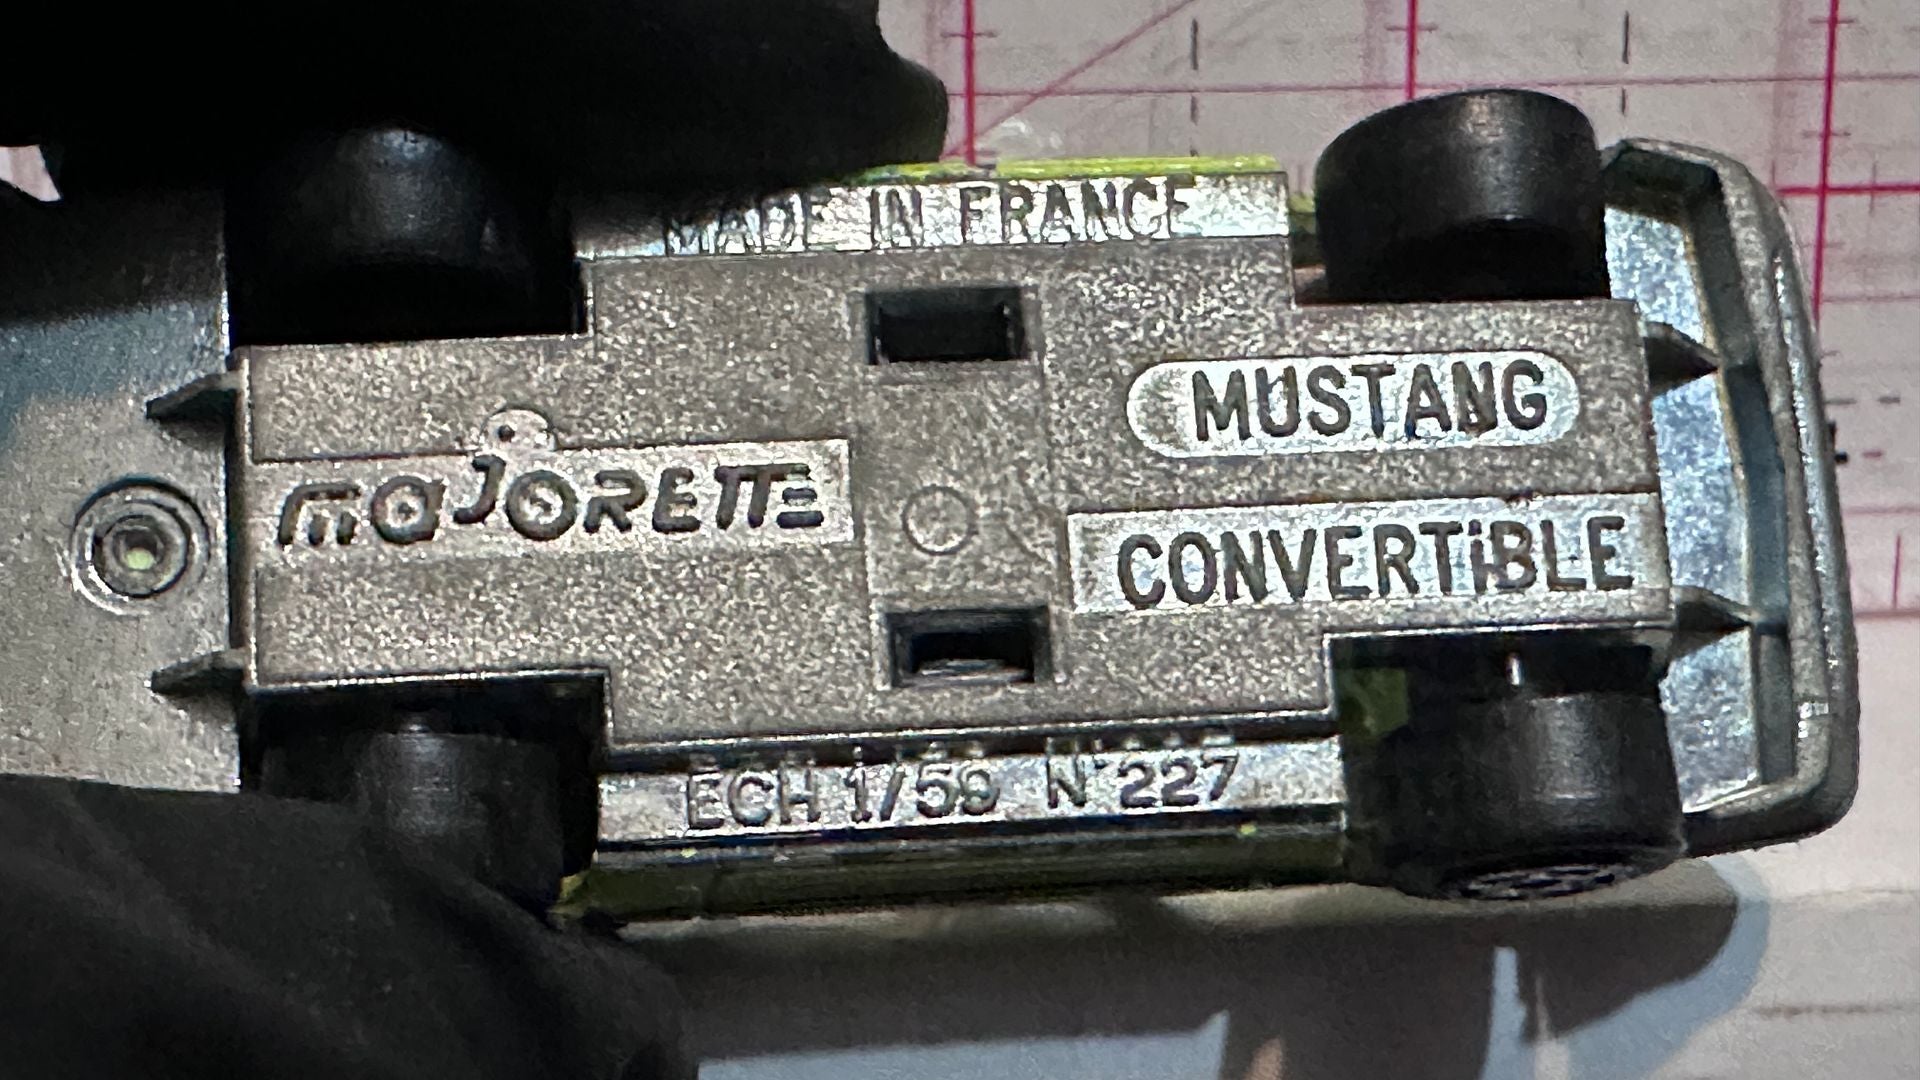 MADE IN FRANCE
MUSTANG
majORETTE
CONVERTiBLE
ECH 1/59 N°227